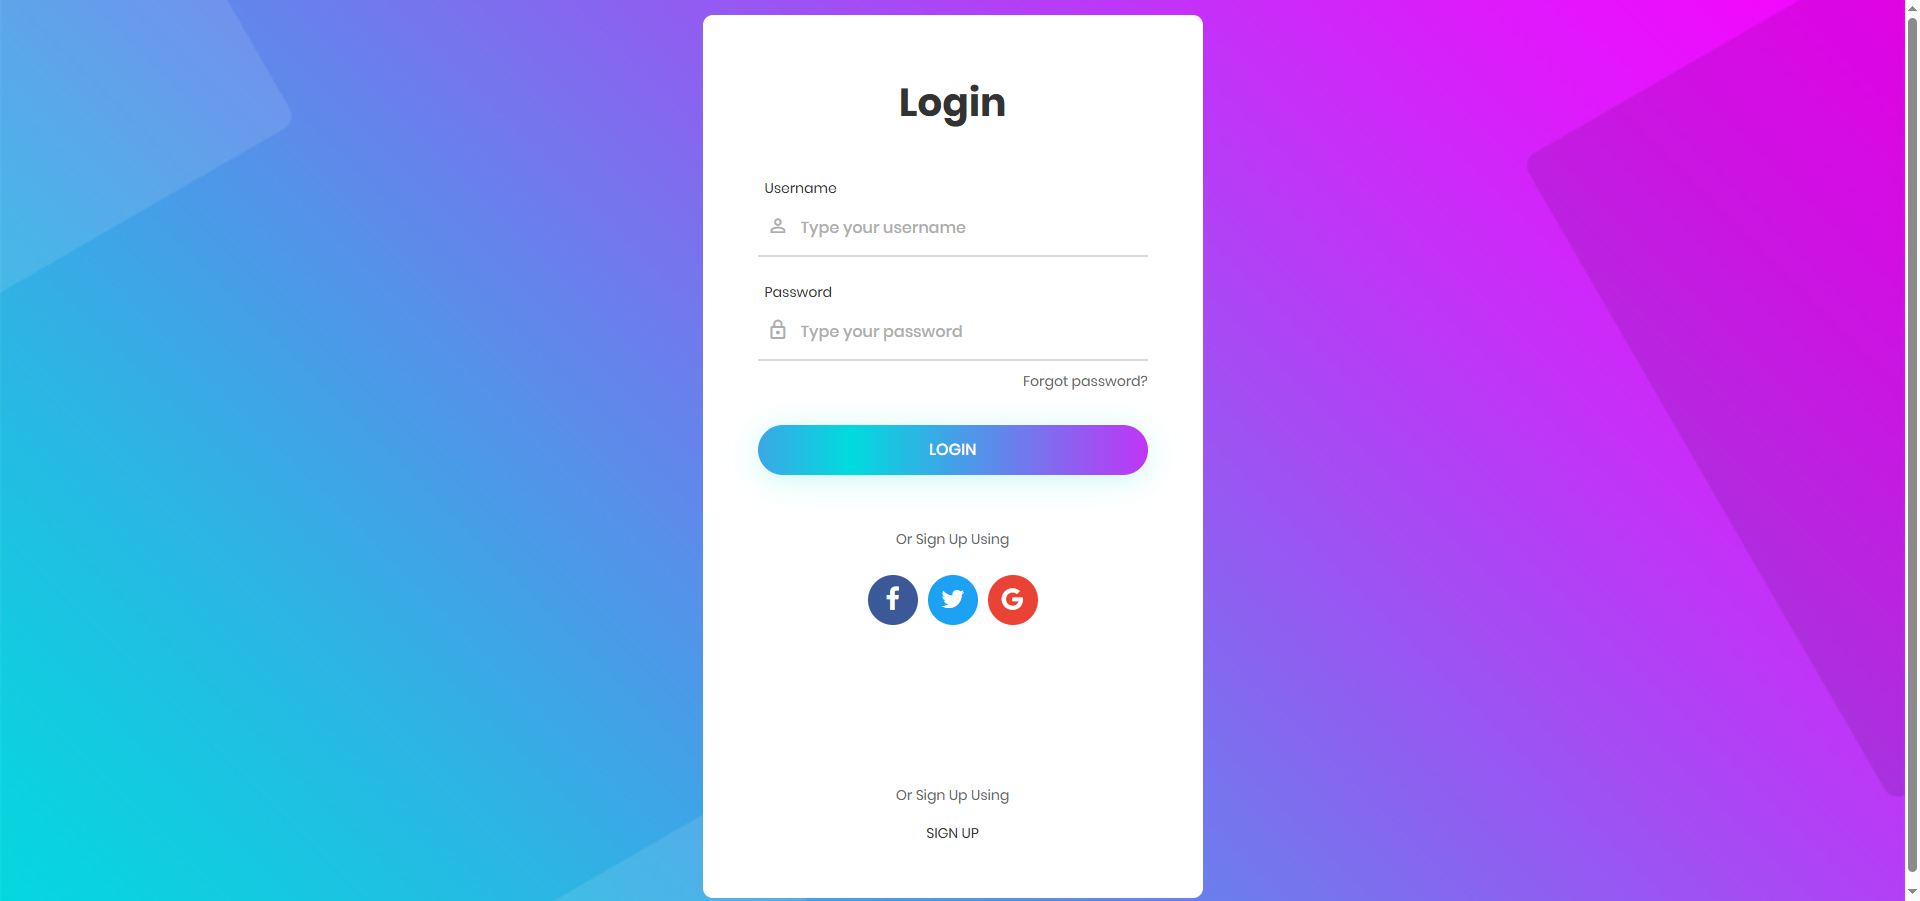 Login
Username
Type your username
Password
Type your password
Forgot password?
LOGIN
Or Sign Up Using
Or Sign Up Using
SIGN UP